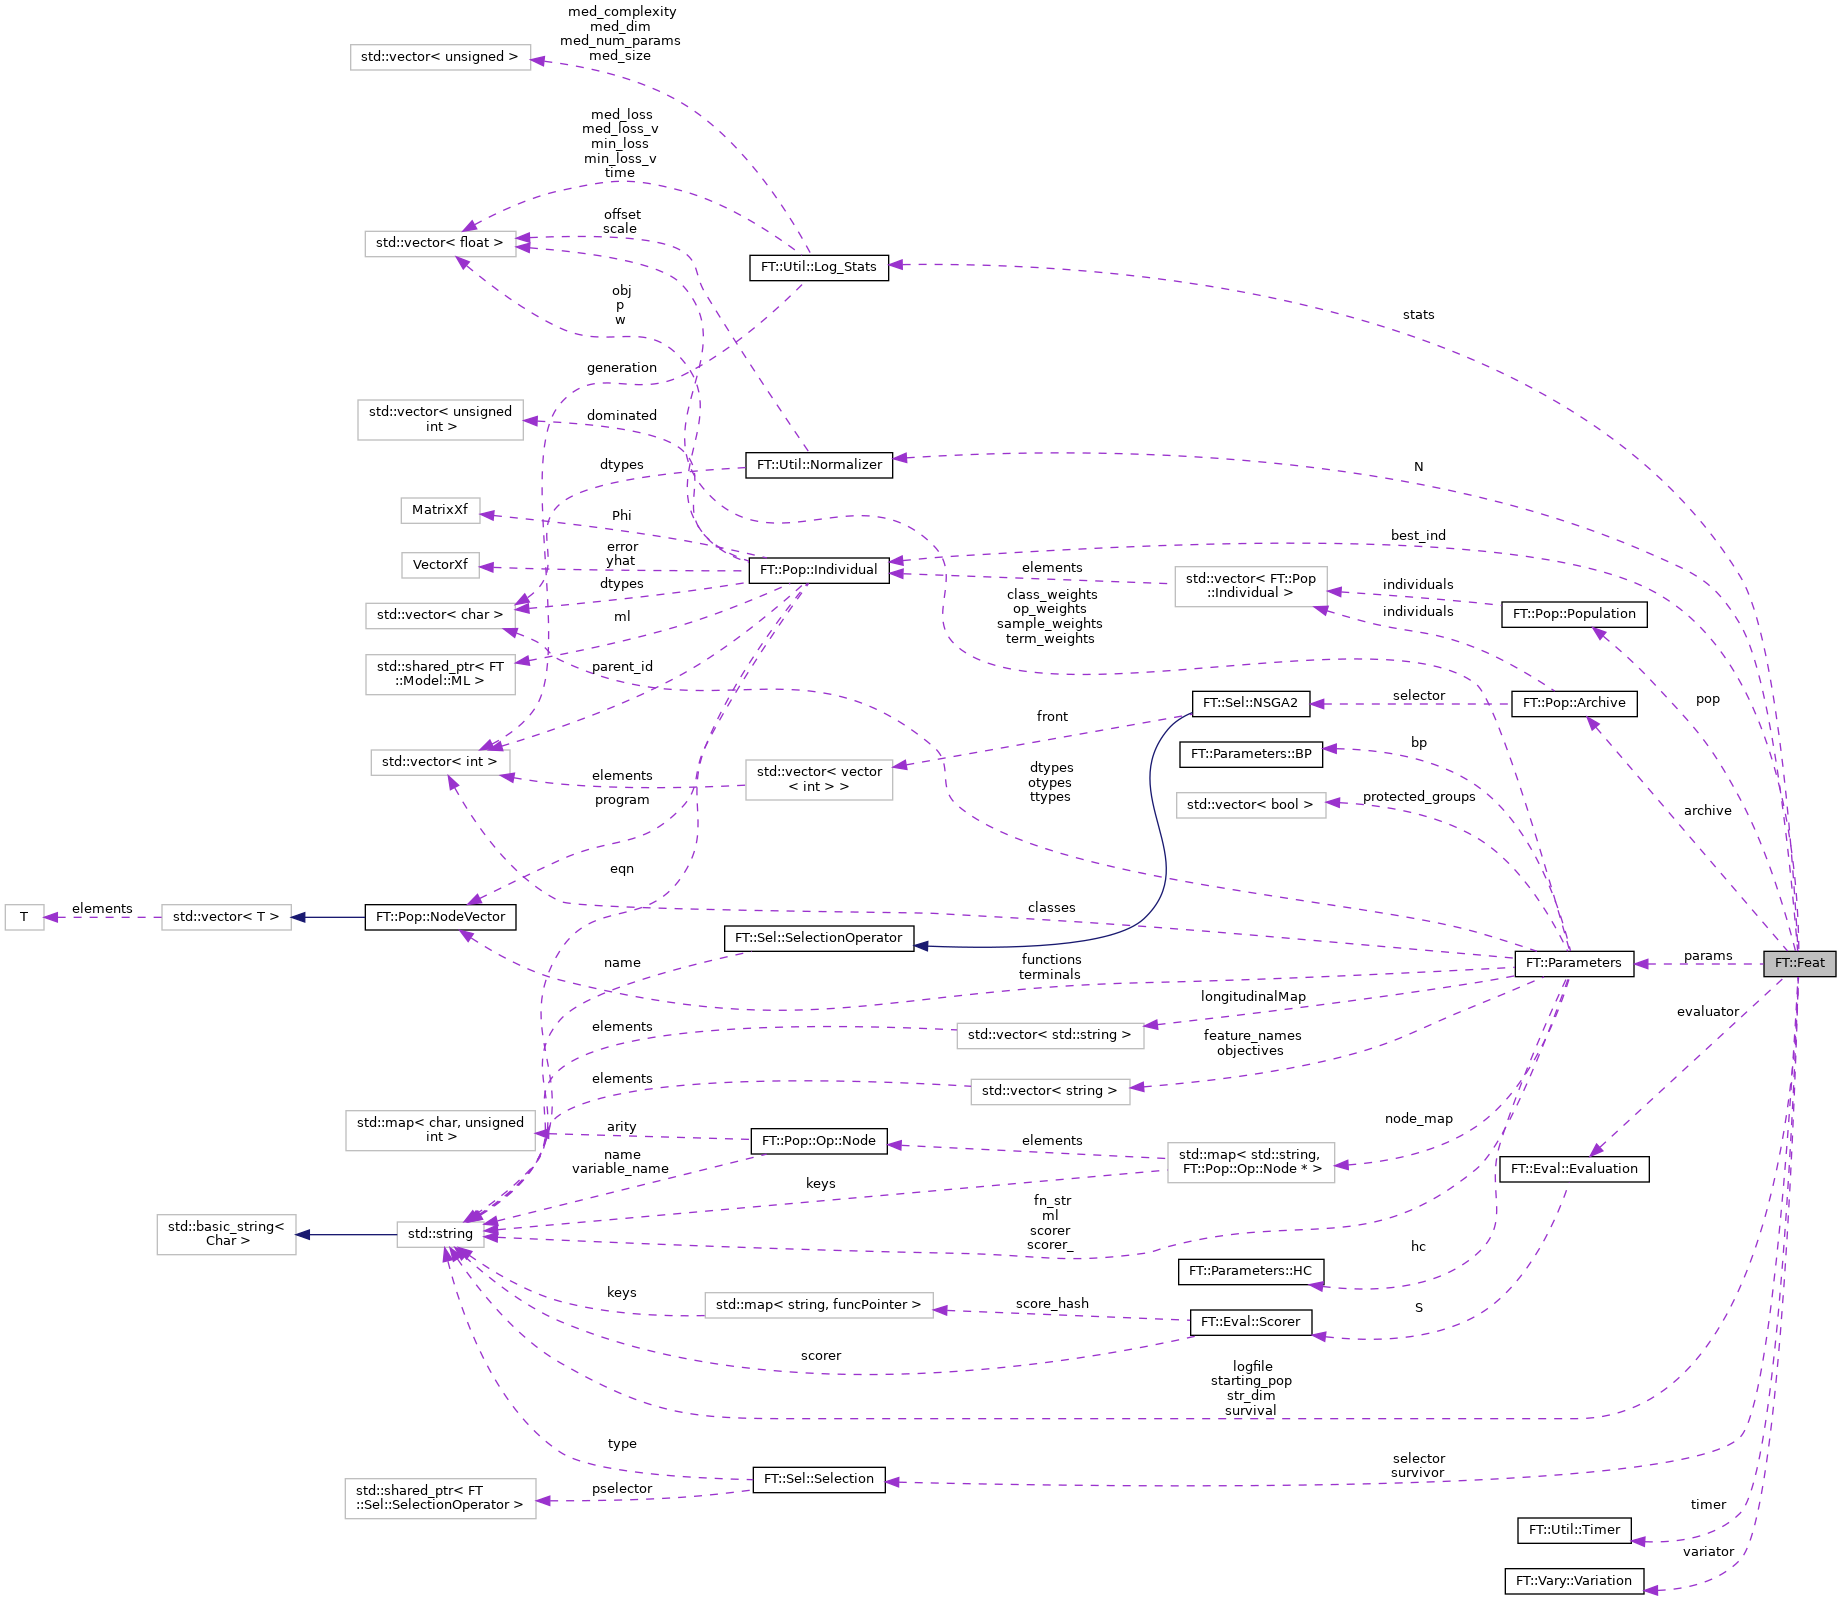 med_complexity
med_dim
med_num_params
med_size
std::vector< unsigned >
med_loss
med_loss_v
min_loss
min_loss_v
time
offset
scale
std::vector< float >
FT::Util::Log_Stats
obj
p
w
stats
generation
std::vector< unsigned
int >
dominated
dtypes
FT::Util::Normalizer
N
MatrixXf
Phi
best_ind
error
yhat
VectorXf
FT::Pop::Individual
elements
std::vector< FT::Pop
::Individual >
individuals
dtypes
class_weights
op_weights
sample_weights
term_weights
individuals
FT::Pop::Population
std::vector< char >
ml
std::shared_ptr< FT
::Model::ML >
parent_id
FT::Sel::NSGA2
selector
FT::Pop::Archive
pop
front
bp
std::vector< int >
elements
std::vector< vector
< int > >
dtypes
otypes
ttypes
FT::Parameters::BP
program
std::vector< bool >
protected_groups
archive
eqn
T
elements
std::vector< T >
FT::Pop::NodeVector
classes
FT::Sel::SelectionOperator
name
functions
terminals
FT::Parameters
params
FT::Feat
longitudinalMap
elements
std::vector< std::string >
evaluator
feature_names
objectives
elements
std::vector< string >
std::map< char, unsigned
int >
arity
FT::Pop::Op::Node
elements
std::map< std::string,
FT::Pop::Op::Node * >
node_map
name
variable_name
FT::Eval::Evaluation
keys
fn_str
ml
scorer
scorer_
std::basic_string<
Char >
std::string
hc
FT::Parameters::HC
keys
std::map< string, funcPointer >
score_hash
FT::Eval::Scorer
S
scorer
logfile
starting_pop
str_dim
survival
type
FT::Sel::Selection
selector
survivor
std::shared_ptr< FT
::Sel::SelectionOperator >
pselector
timer
FT::Util::Timer
variator
FT::Vary::Variation